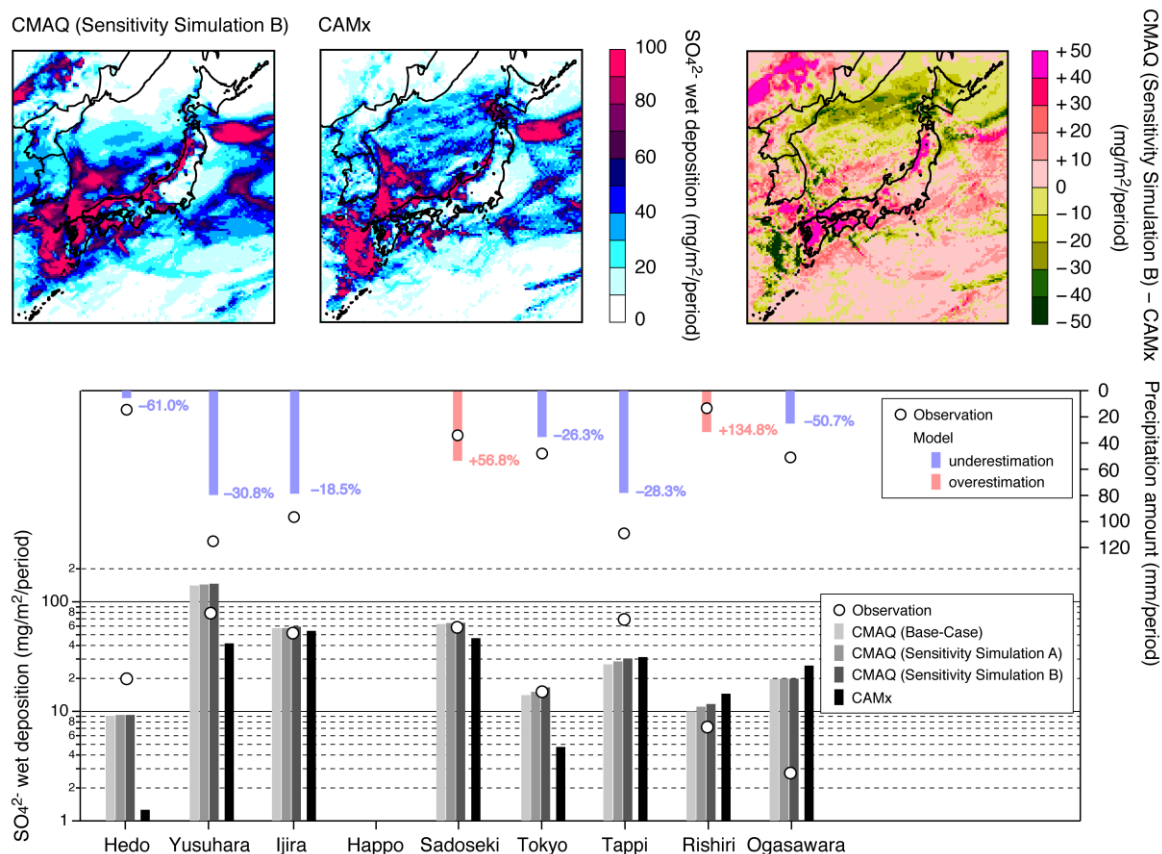 CMAQ (Sensitivity Simulation B)
CAMx
100
80
60
40
20
0
SO₄²⁻ wet deposition (mg/m²/period)
+50
+40
+30
+20
+10
0
−10
−20
−30
−40
−50
CMAQ (Sensitivity Simulation B) – CAMx
(mg/m²/period)
−61.0%
−30.8%
−18.5%
+56.8%
−26.3%
−28.3%
+134.8%
−50.7%
Observation
Model
underestimation
overestimation
0
20
40
60
80
100
120
Precipitation amount (mm/period)
SO₄²⁻ wet deposition (mg/m²/period)
2
100
8
6
4
2
10
8
6
4
2
1
Observation
CMAQ (Base-Case)
CMAQ (Sensitivity Simulation A)
CMAQ (Sensitivity Simulation B)
CAMx
Hedo Yusuhara Ijira Happo Sadoseki Tokyo Tappi Rishiri Ogasawara